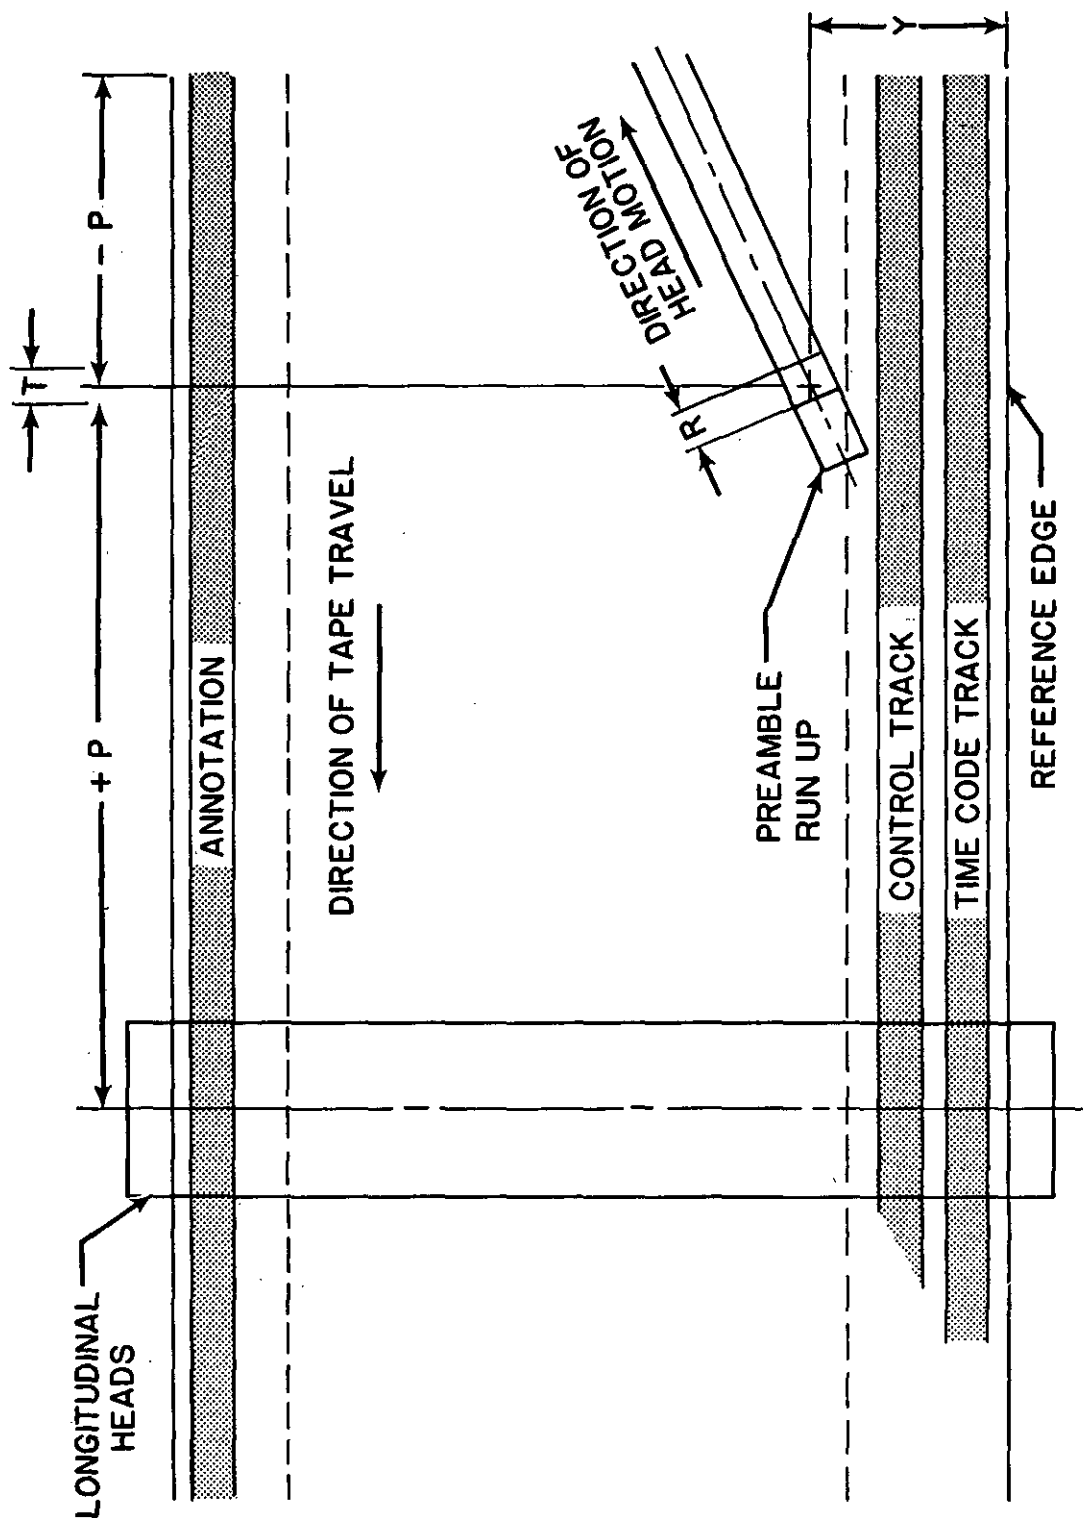 LONGITUDINAL
HEADS
+ P
T
- P
ANNOTATION
DIRECTION OF TAPE TRAVEL
DIRECTION OF
HEAD MOTION
R
PREAMBLE
RUN UP
Y
CONTROL TRACK
TIME CODE TRACK
REFERENCE EDGE